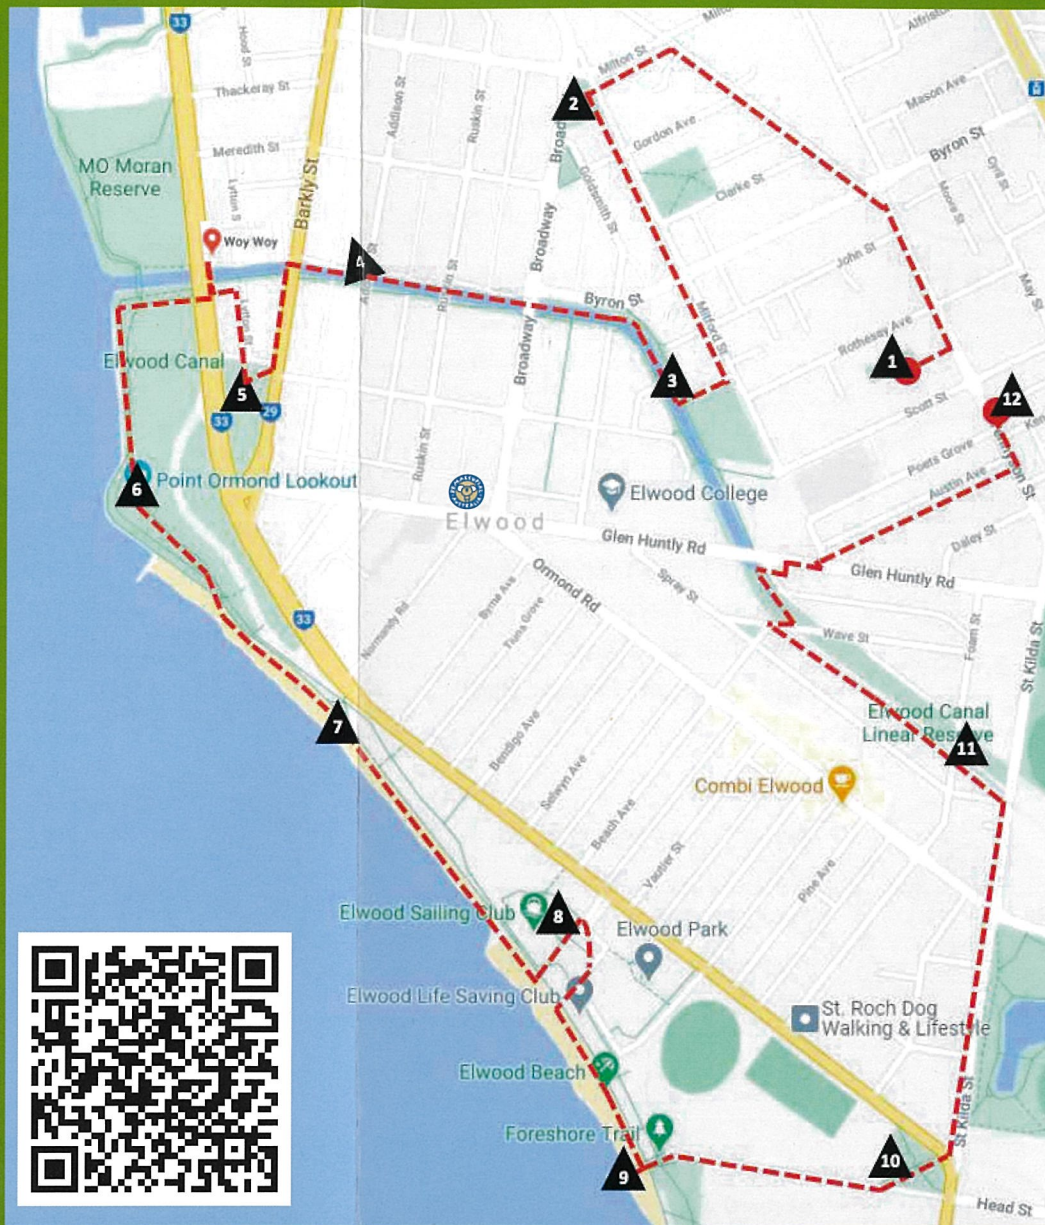 33
Hood St
Thackeray St
Addison St
Ruskin St
Milton St
2
Gordon Ave
Mason Ave
Byron St
Meredith St
MO Moran
Reserve
Barkly St
Goldsmith St
Clarke St
Cyril St
Moore St
Woy Woy
Broadway
John St
May St
4
Byron St
Milford St
Lytton St
Rothesay Ave
1
Elwood Canal
Broadway
3
12
5
33
29
Scott St
Ruskin St
Poets Grove
6
Point Ormond Lookout
Elwood College
Austin Ave
Elwood
Glen Huntly Rd
Daley St
Ormond Rd
Glen Huntly Rd
Spray St
33
Normandy Rd
Byrne Ave
Tiuna Grove
Wave St
Foam St
St Kilda St
7
Elwood Canal
Linear Reserve
11
Bendigo Ave
Selwyn Ave
Combi Elwood
Beach Ave
Vautier St
Pine Ave
Elwood Sailing Club
8
Elwood Park
Elwood Life Saving Club
St. Roch Dog
Walking & Lifestyle
Elwood Beach
Foreshore Trail
St Kilda St
9
10
Head St